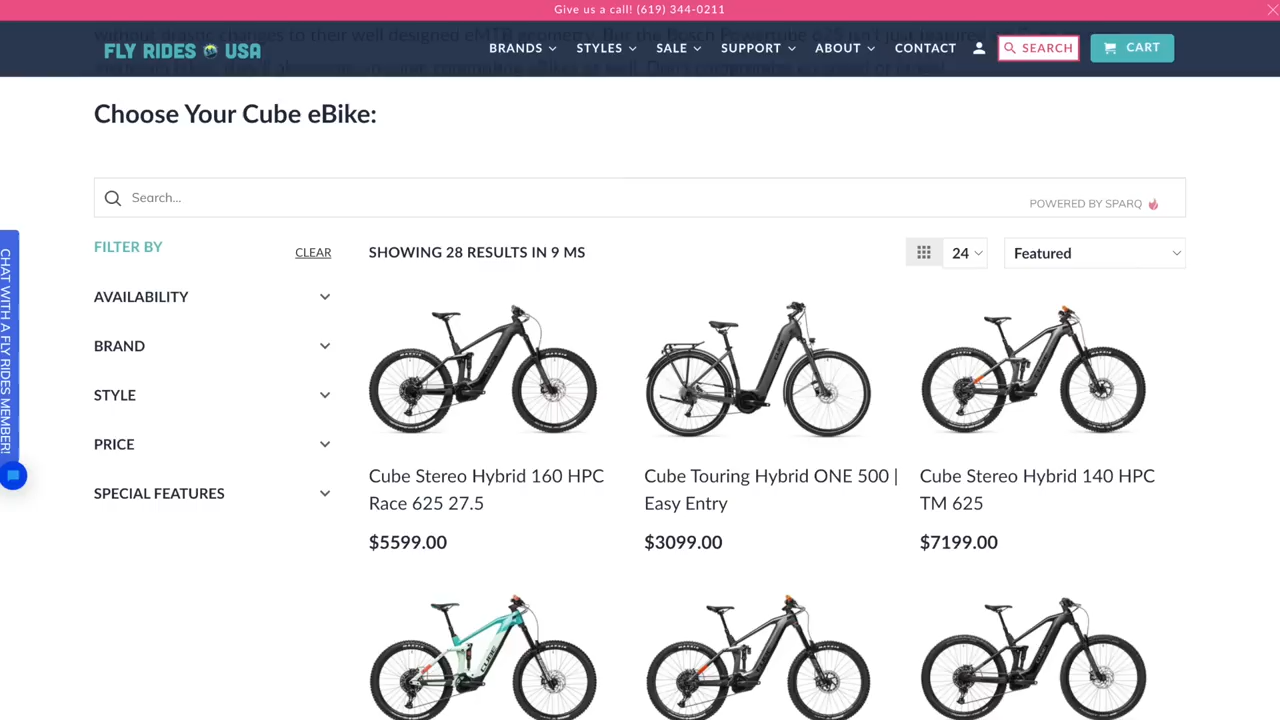 Give us a call! (619) 344-0211
FLY RIDES USA
BRANDS STYLES SALE SUPPORT ABOUT CONTACT SEARCH CART
Choose Your Cube eBike:
Search...
POWERED BY SPARQ
FILTER BY
CLEAR
SHOWING 28 RESULTS IN 9 MS
24
Featured
AVAILABILITY
BRAND
STYLE
PRICE
SPECIAL FEATURES
CHAT WITH A FLY RIDES MEMBER!
Cube Stereo Hybrid 160 HPC
Race 625 27.5
$5599.00
Cube Touring Hybrid ONE 500 |
Easy Entry
$3099.00
Cube Stereo Hybrid 140 HPC
TM 625
$7199.00
CUBE